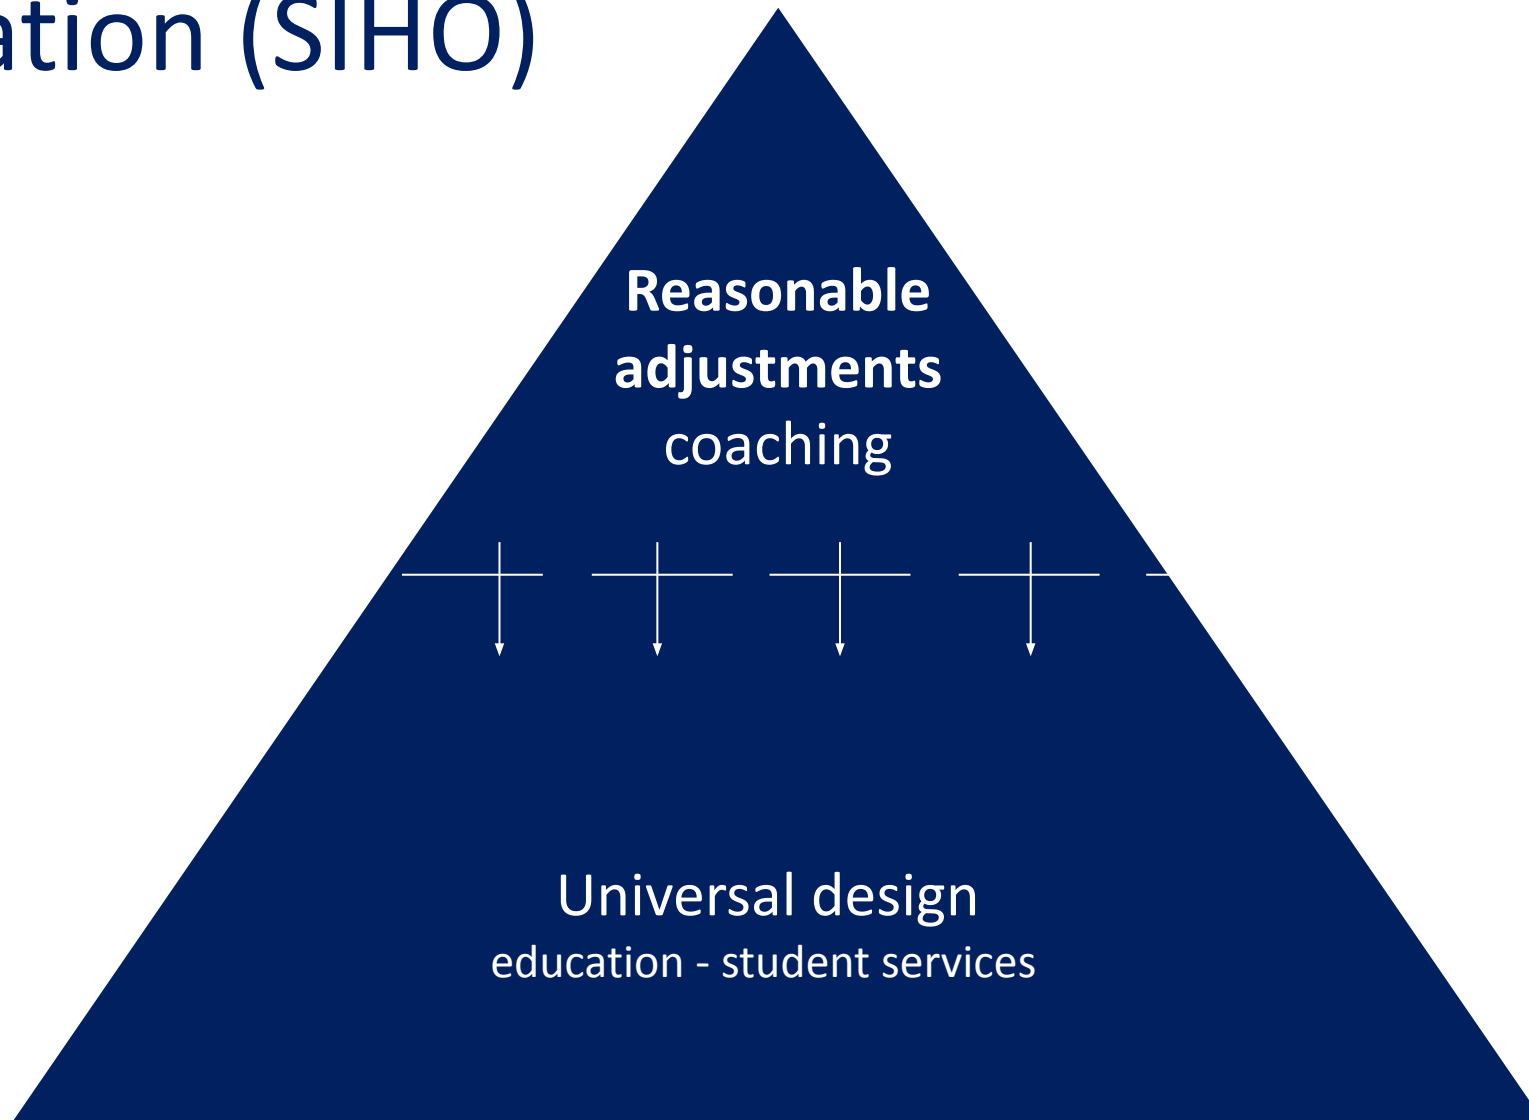 ation (SIHO)
Reasonable
adjustments
coaching
Universal design
education - student services